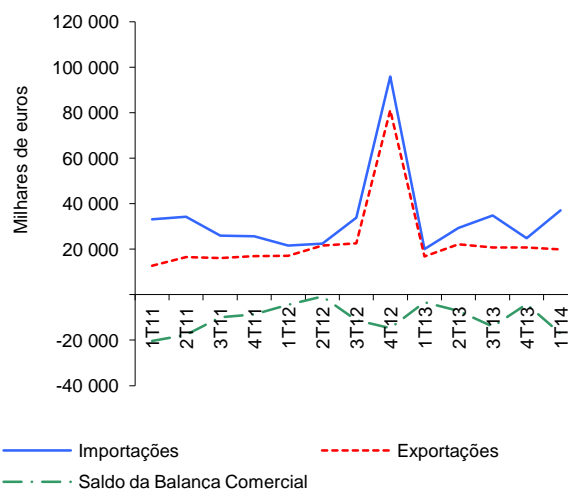 Milhares de euros
120 000
100 000
80 000
60 000
40 000
20 000
-20 000
-40 000
1T11
2T11
3T11
4T11
1T12
2T12
3T12
4T12
1T13
2T13
3T13
4T13
1T14
Importações
Exportações
Saldo da Balança Comercial